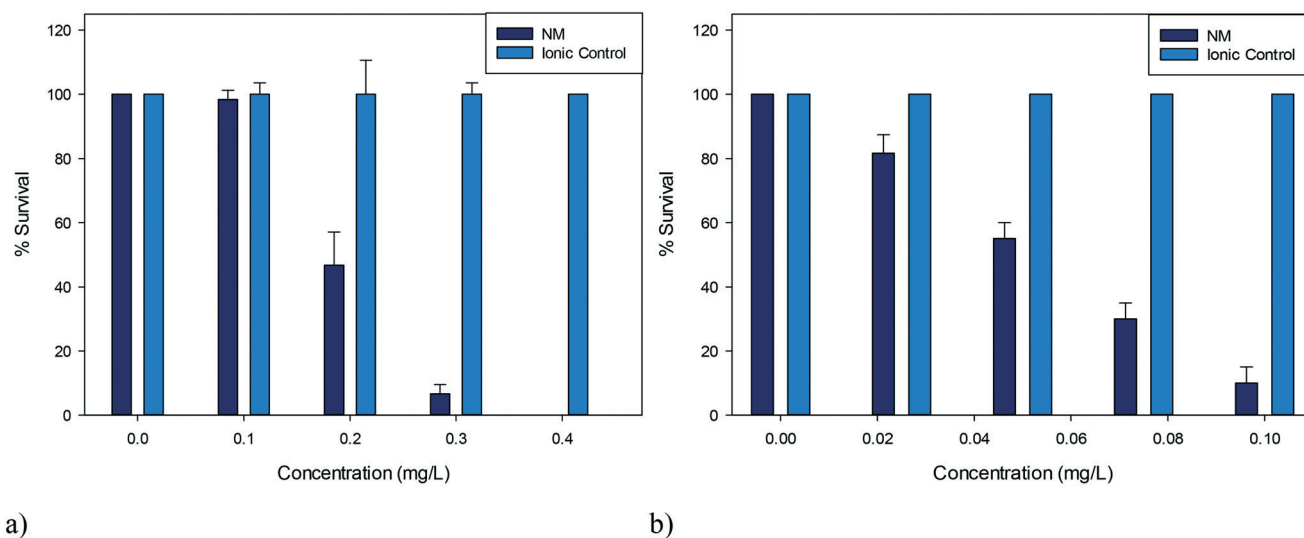 120
100
80
60
40
20
0
% Survival
NM
Ionic Control
0.0 0.1 0.2 0.3 0.4
Concentration (mg/L)
a)
120
100
80
60
40
20
0
% Survival
NM
Ionic Control
0.00 0.02 0.04 0.06 0.08 0.10
Concentration (mg/L)
b)